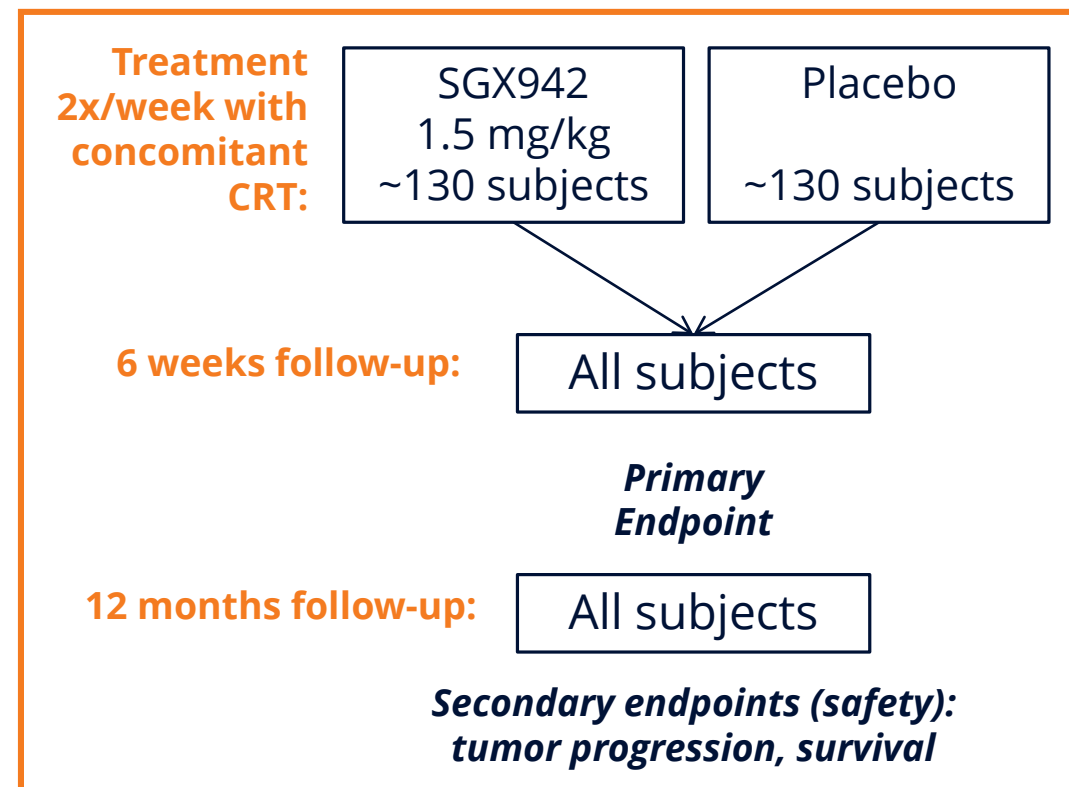 Treatment
2x/week with
concomitant
CRT:
SGX942
1.5 mg/kg
~130 subjects
Placebo
~130 subjects
6 weeks follow-up:
All subjects
Primary
Endpoint
12 months follow-up:
All subjects
Secondary endpoints (safety):
tumor progression, survival